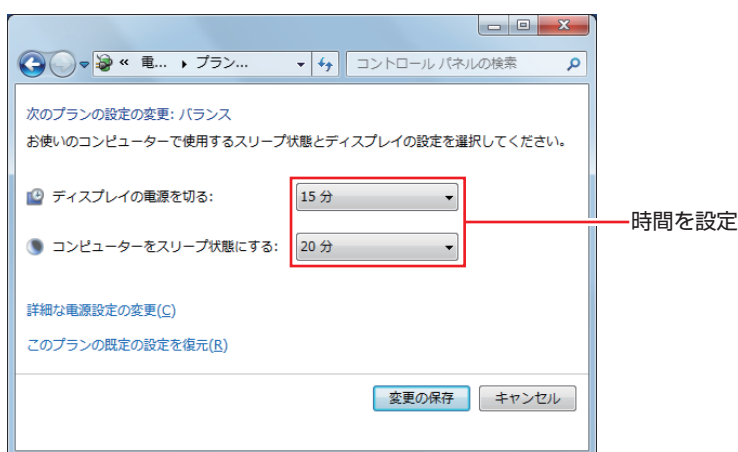 « 電... ▸ プラン...
コントロール パネルの検索
次のプランの設定の変更: バランス
お使いのコンピューターで使用するスリープ状態とディスプレイの設定を選択してください。
ディスプレイの電源を切る: 15 分
時間を設定
コンピューターをスリープ状態にする: 20 分
詳細な電源設定の変更(C)
このプランの既定の設定を復元(R)
変更の保存 キャンセル